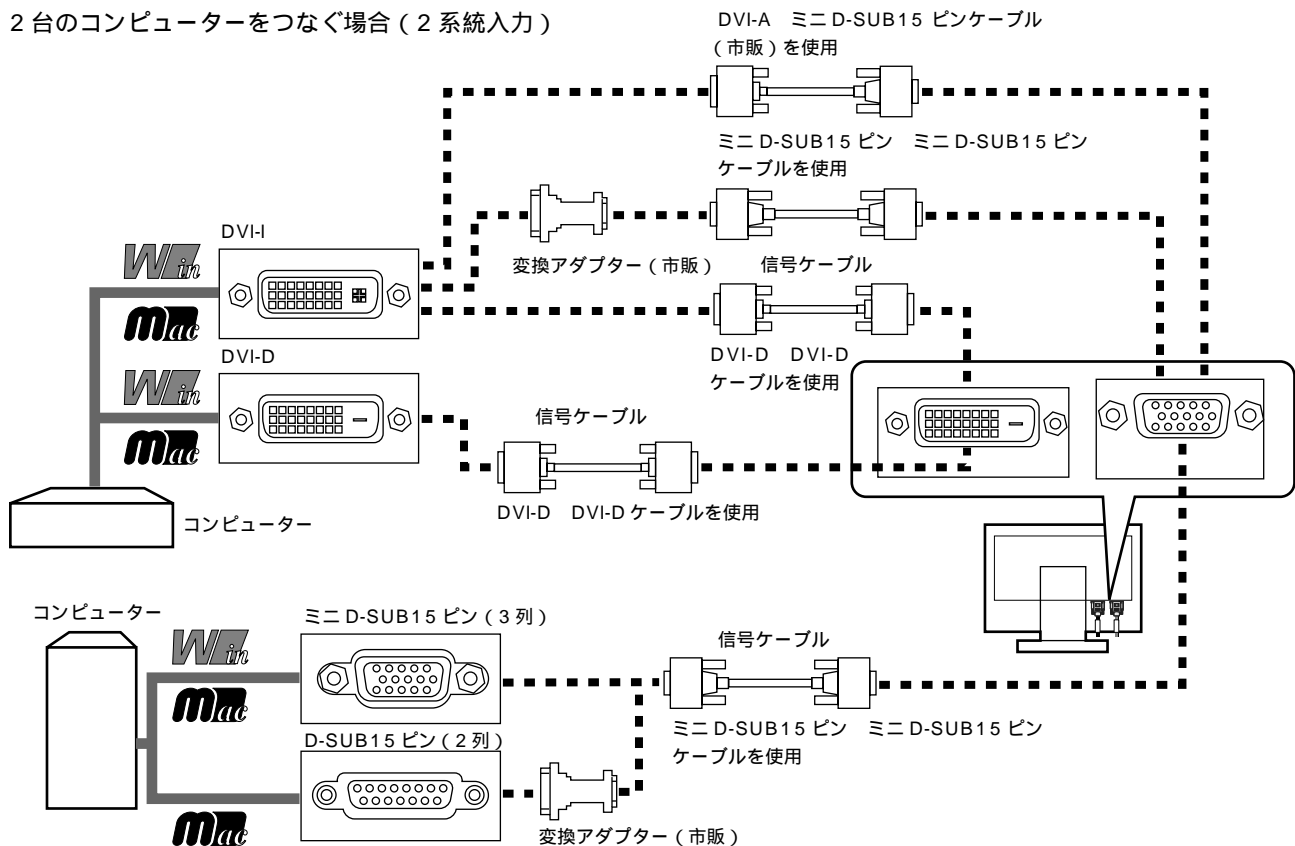 2台のコンピューターをつなぐ場合(2系統入力)
DVI-A ミニD-SUB15ピンケーブル
(市販)を使用
ミニD-SUB15ピン ミニD-SUB15ピン
ケーブルを使用
DVI-I
Win
Mac
変換アダプター(市販)
信号ケーブル
DVI-D DVI-D
ケーブルを使用
DVI-D
Win
Mac
信号ケーブル
DVI-D DVI-Dケーブルを使用
コンピューター
コンピューター
ミニD-SUB15ピン(3列)
Win
Mac
信号ケーブル
ミニD-SUB15ピン ミニD-SUB15ピン
ケーブルを使用
D-SUB15ピン(2列)
Mac
変換アダプター(市販)